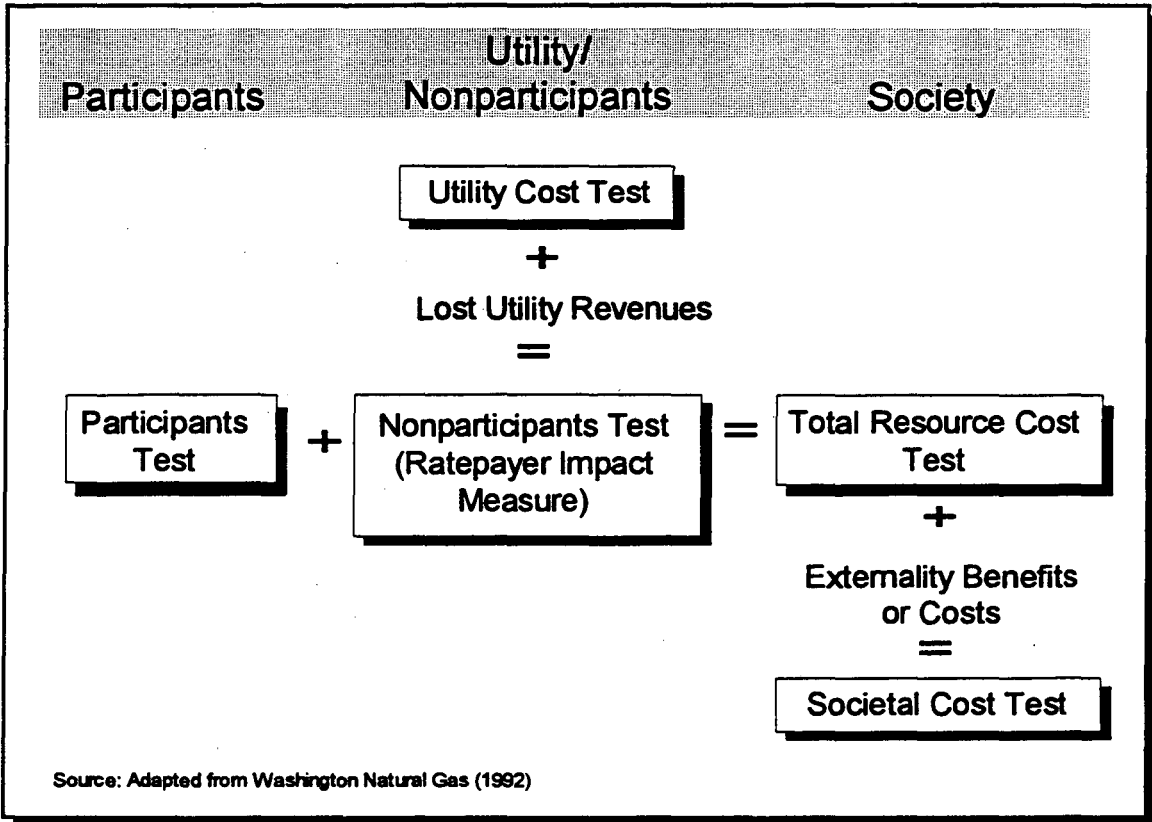 Participants
Utility/
Nonparticipants
Society
Utility Cost Test
+
Lost Utility Revenues
=
Participants
Test
+
Nonparticipants Test
(Ratepayer Impact
Measure)
=
Total Resource Cost
Test
+
Externality Benefits
or Costs
=
Societal Cost Test
Source: Adapted from Washington Natural Gas (1992)